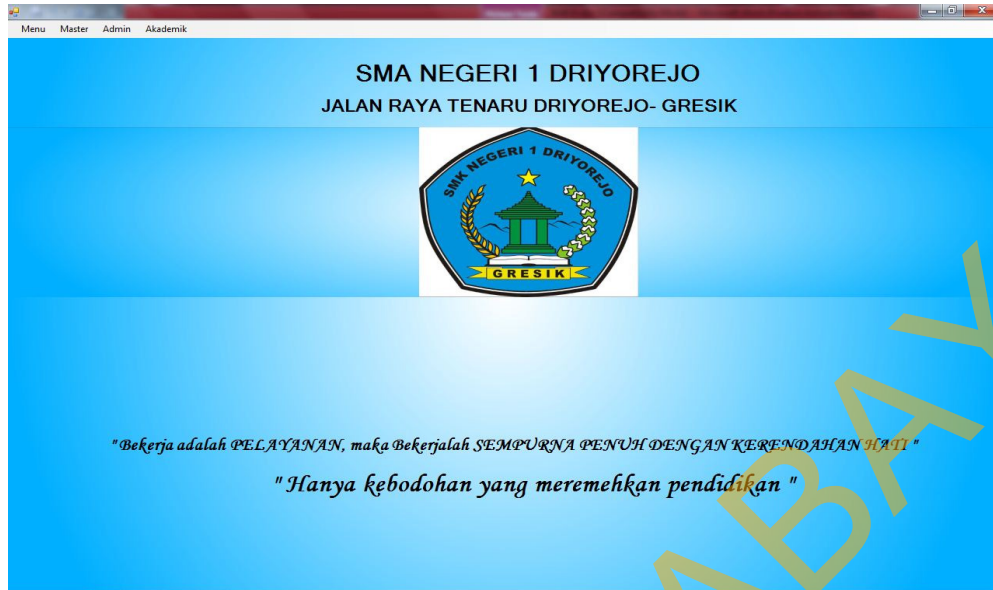 Menu Master Admin Akademik
SMA NEGERI 1 DRIYOREJO
JALAN RAYA TENARU DRIYOREJO- GRESIK
SMK NEGERI 1 DRIYOREJO
GRESIK
"Bekerja adalah PELAYANAN, maka Bekerjalah SEMPURNA PENUH DENGAN KERENDAHAN HATI "
" Hanya kebodohan yang meremehkan pendidikan "
ABAY